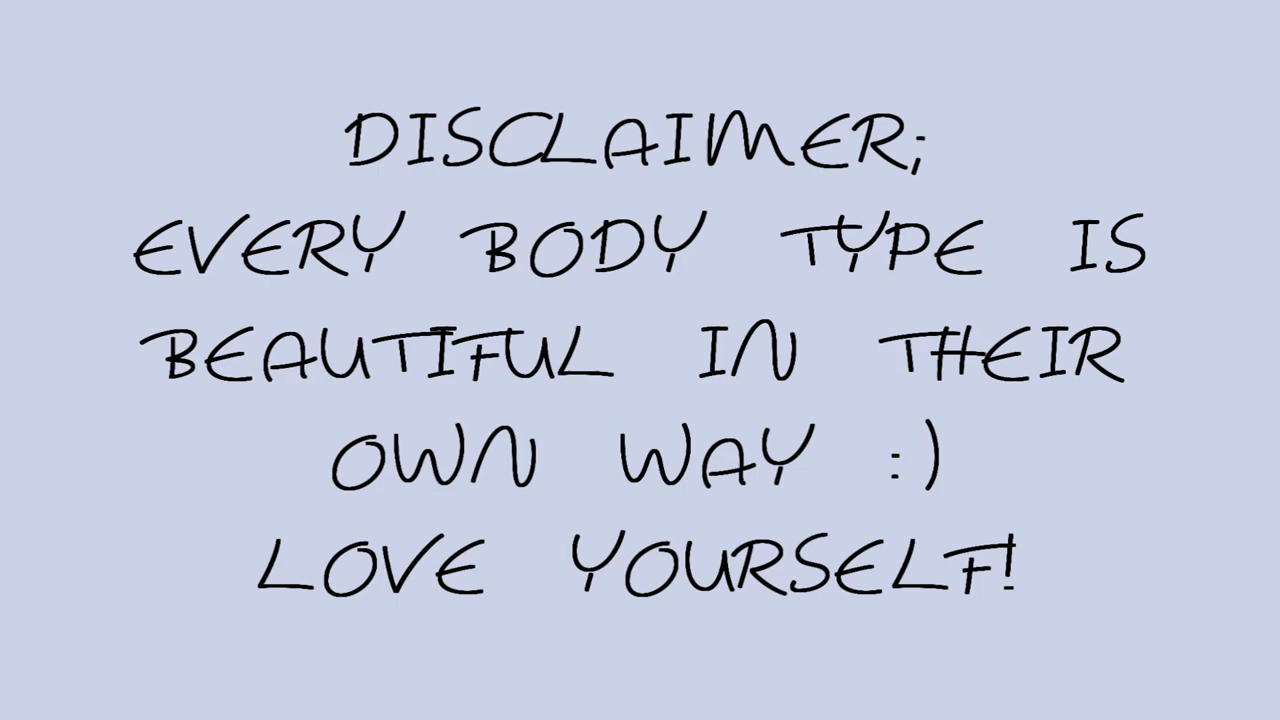 DISCLAIMER;
EVERY BODY TYPE IS
BEAUTIFUL IN THEIR
OWN WAY :)
LOVE YOURSELF!